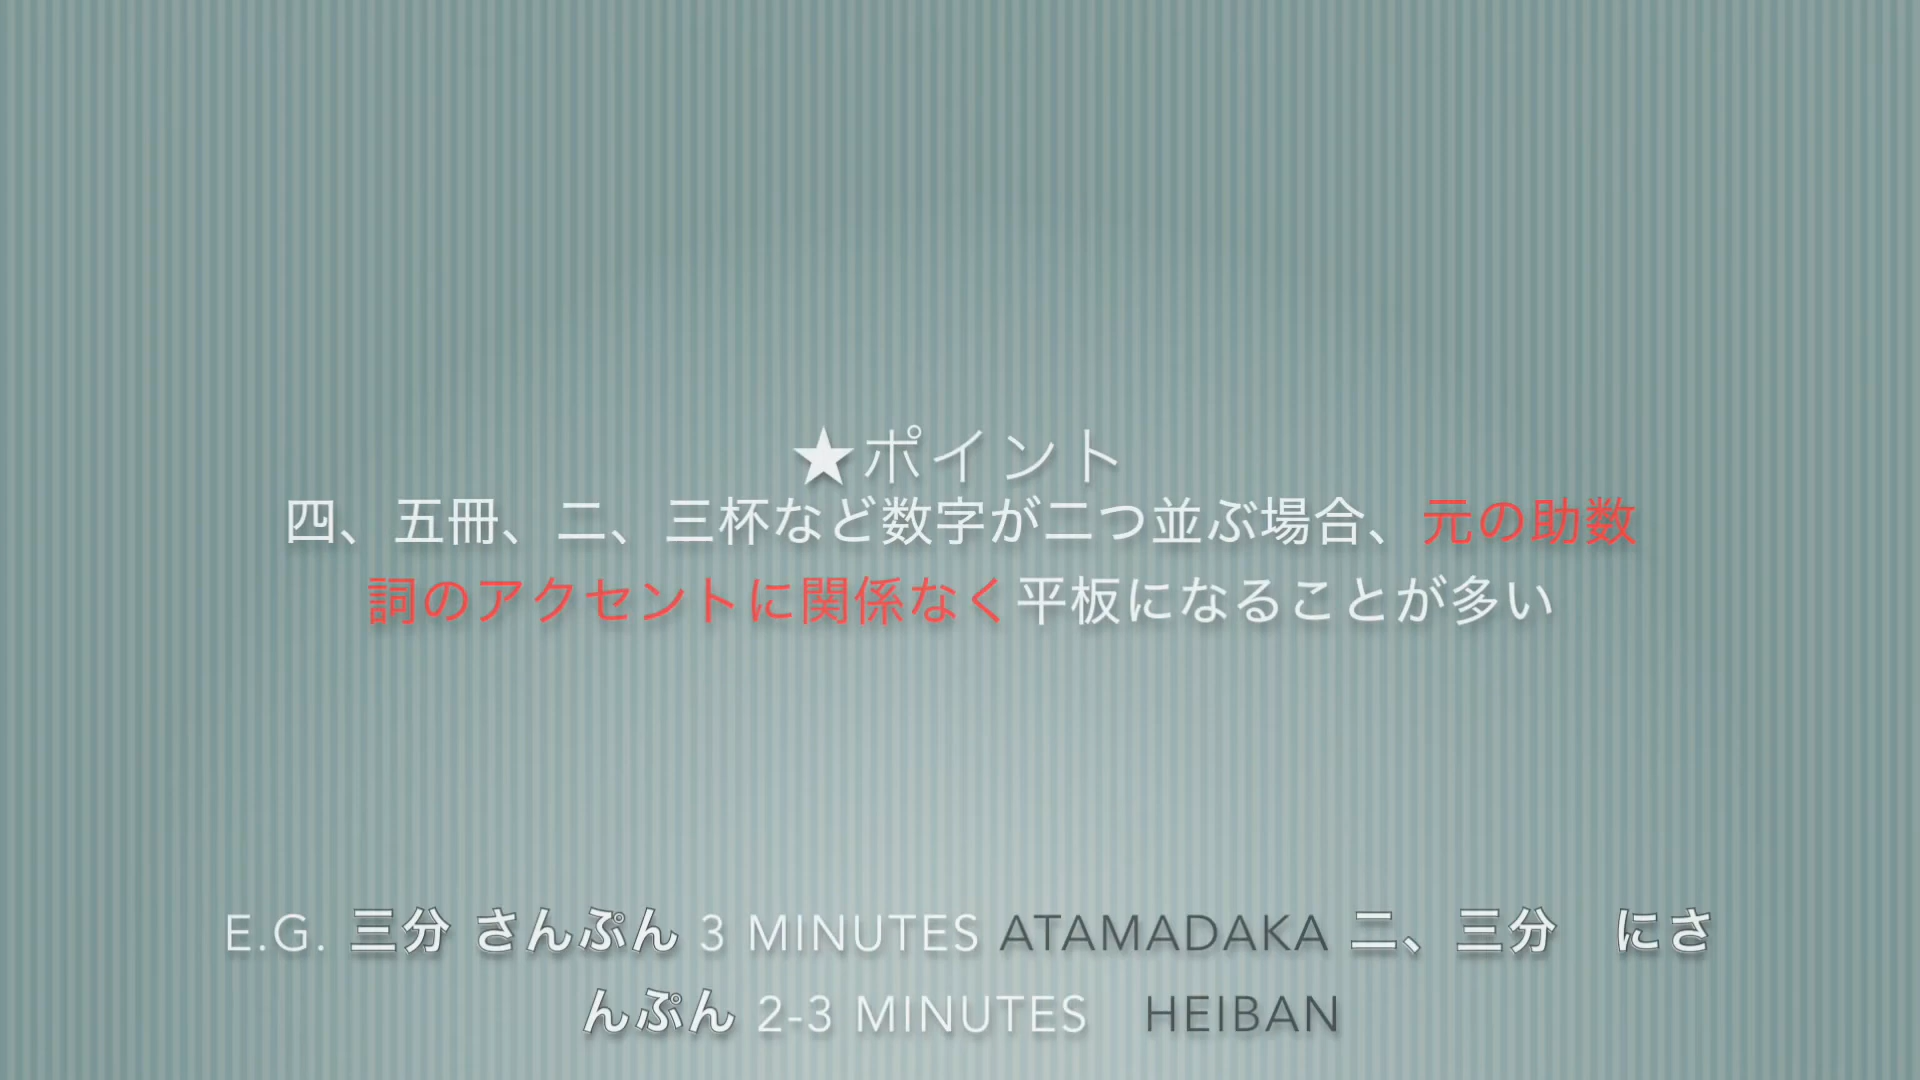 ★ポイント
四、五冊、二、三杯など数字が二つ並ぶ場合、元の助数
詞のアクセントに関係なく平板になることが多い
E.G. 三分 さんぷん 3 MINUTES ATAMADAKA 二、三分　にさ
んぷん 2-3 MINUTES　HEIBAN